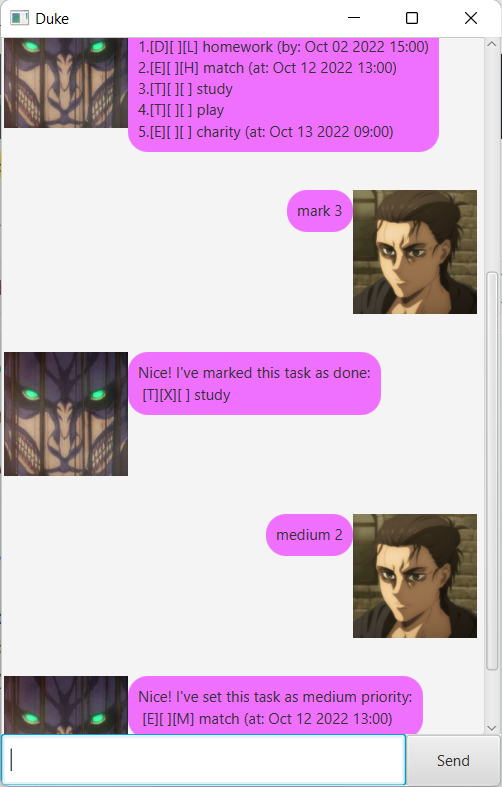 Duke
1.[D][ ][L] homework (by: Oct 02 2022 15:00)
2.[E][ ][H] match (at: Oct 12 2022 13:00)
3.[T][ ][ ] study
4.[T][ ][ ] play
5.[E][ ][ ] charity (at: Oct 13 2022 09:00)
mark 3
Nice! I've marked this task as done:
[T][X][ ] study
medium 2
Nice! I've set this task as medium priority:
[E][ ][M] match (at: Oct 12 2022 13:00)
Send